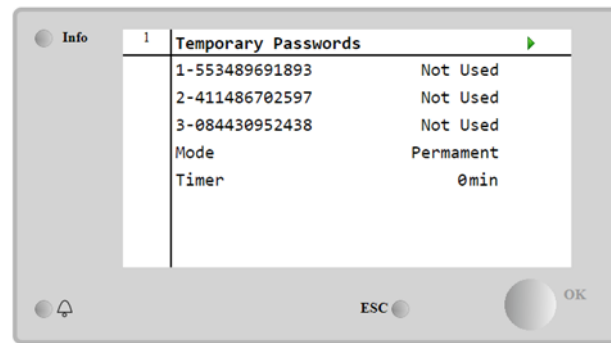 Info
1 Temporary Passwords
1-553489691893 Not Used
2-411486702597 Not Used
3-084430952438 Not Used
Mode Permament
Timer 0min
ESC
OK